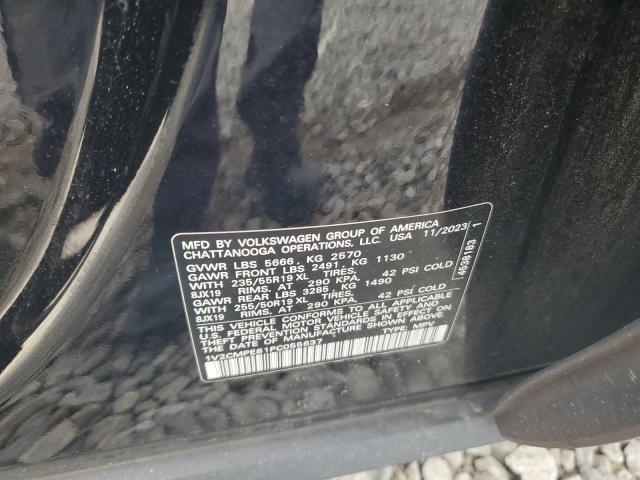 MFD BY VOLKSWAGEN GROUP OF AMERICA
CHATTANOOGA OPERATIONS, LLC. USA 11/2023
GVWR LBS 5666, KG 2570
GAWR FRONT LBS 2491, KG 1130
WITH 235/55R19 XL TIRES,
8JX19 RIMS, AT 290 KPA, 42 PSI COLD
GAWR REAR LBS 3285 KG 1490
WITH 255/50R19 XL TIRES,
8JX19 RIMS, AT 290 KPA, 42 PSI COLD
THIS VEHICLE CONFORMS TO ALL APPLICABLE
U.S. FEDERAL MOTOR VEHICLE SAFETY AND
THEFT PREVENTION STANDARDS IN EFFECT ON
THE DATE OF MANUFACTURE SHOWN ABOVE.
TYPE: MPV
4538183 1